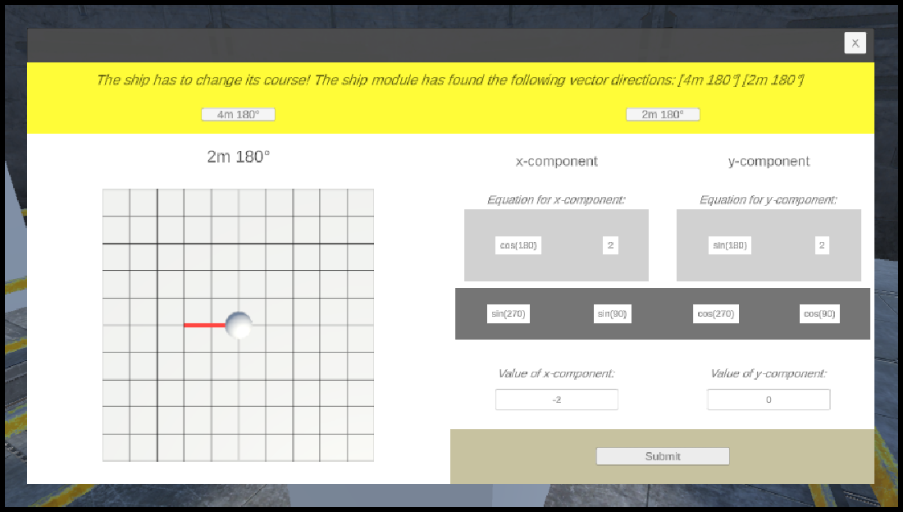 X
The ship has to change its course! The ship module has found the following vector directions: [4m 180°] [2m 180°]
4m 180° 2m 180°
2m 180°
x-component y-component
Equation for x-component: Equation for y-component:
cos(180) 2 sin(180) 2
sin(270) sin(90) cos(270) cos(90)
Value of x-component: Value of y-component:
-2 0
Submit